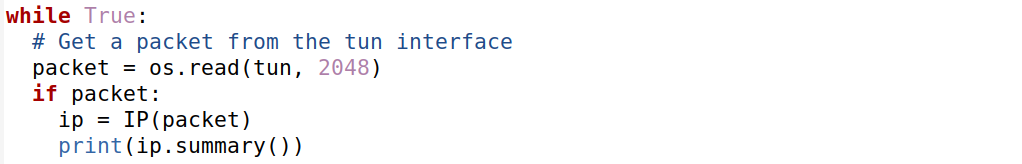 while True:
  # Get a packet from the tun interface
  packet = os.read(tun, 2048)
  if packet:
    ip = IP(packet)
    print(ip.summary())